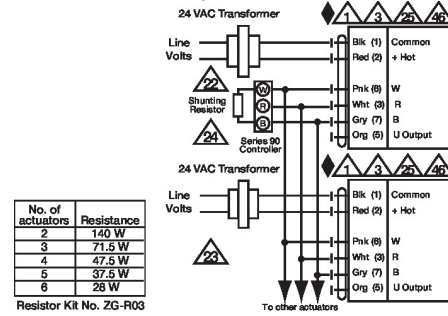 24 VAC Transformer
1 3 25 46
Line
Volts
Blk (1) Common
Red (2) + Hot
22
Shunting
Resistor
W
R
B
Pnk (6) W
Wht (3) R
Gry (7) B
Org (5) U Output
24
Series 90
Controller
24 VAC Transformer
1 3 25 46
Line
Volts
Blk (1) Common
Red (2) + Hot
23
Pnk (6) W
Wht (3) R
Gry (7) B
Org (5) U Output
To other actuators
No. of
actuators Resistance
2 140 W
3 71.5 W
4 47.5 W
5 37.5 W
6 28 W
Resistor Kit No. ZG-R03